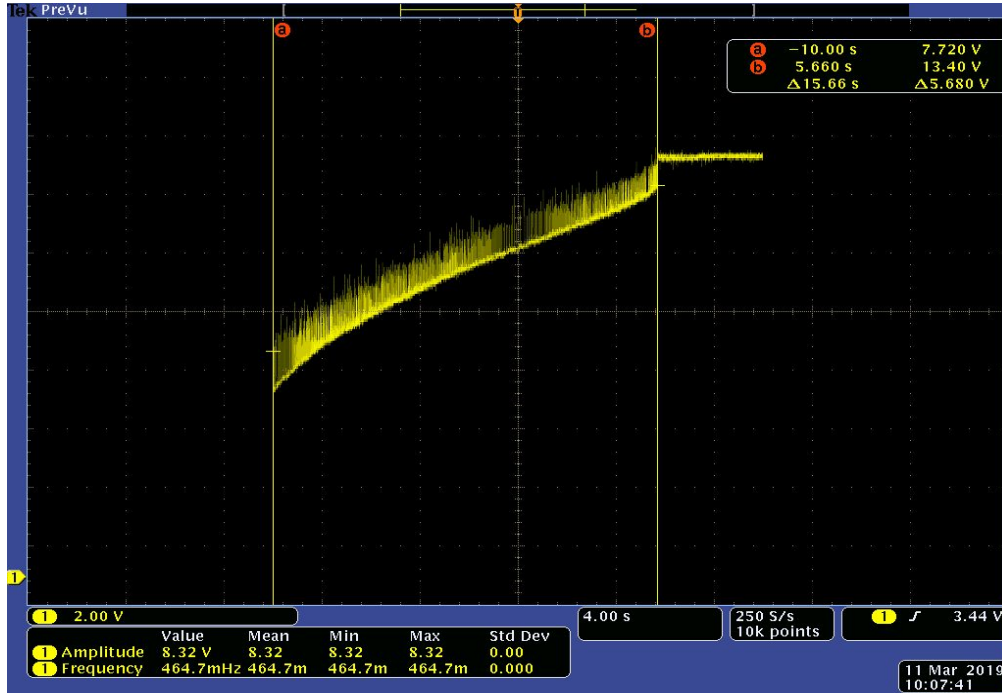 Tek PreVu
T
a b
a −10.00 s 7.720 V
b 5.660 s 13.40 V
Δ15.66 s Δ5.680 V
1
1 2.00 V
4.00 s
250 S/s
10k points
1 3.44 V
Value Mean Min Max Std Dev
1 Amplitude 8.32 V 8.32 8.32 8.32 0.00
1 Frequency 464.7mHz 464.7m 464.7m 464.7m 0.000
11 Mar 2019
10:07:41